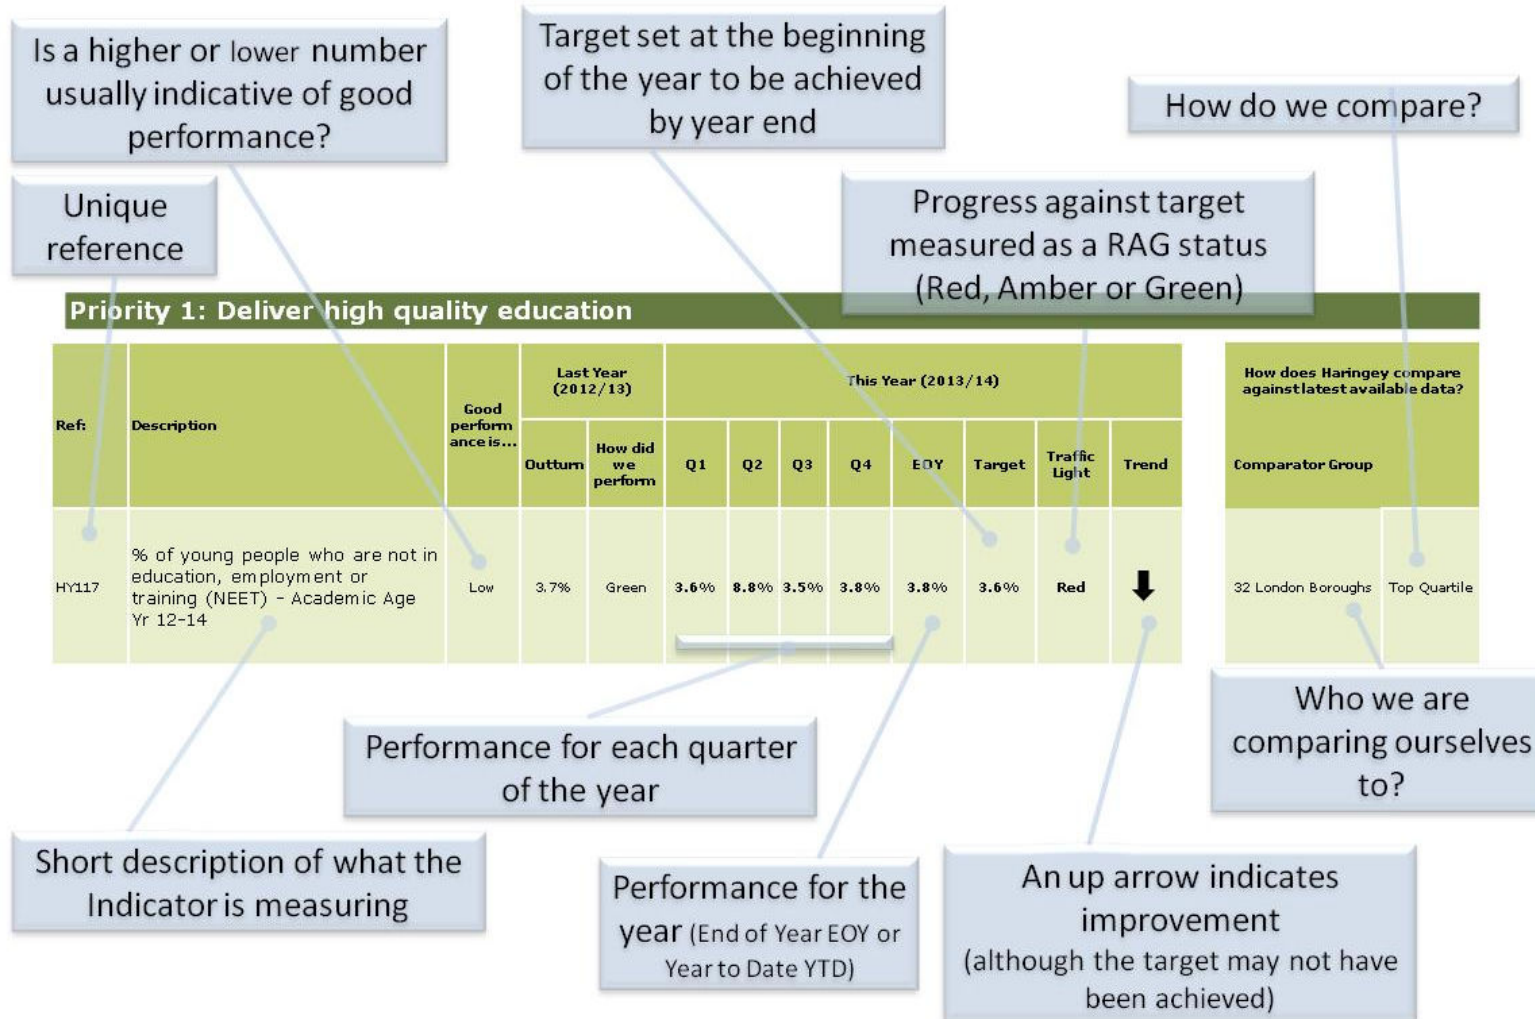 Is a higher or lower number
usually indicative of good
performance?
Target set at the beginning
of the year to be achieved
by year end
How do we compare?
Unique
reference
Progress against target
measured as a RAG status
(Red, Amber or Green)
Priority 1: Deliver high quality education
Ref:
Description
Good
perform
ance is...
Last Year
(2012/13)
Outturn
How did
we
perform
This Year (2013/14)
Q1
Q2
Q3
Q4
EOY
Target
Traffic
Light
Trend
How does Haringey compare
against latest available data?
Comparator Group
HY117
% of young people who are not in
education, employment or
training (NEET) - Academic Age
Yr 12-14
Low
3.7%
Green
3.6%
8.8%
3.5%
3.8%
3.8%
3.6%
Red
32 London Boroughs
Top Quartile
Performance for each quarter
of the year
Who we are
comparing ourselves
to?
Short description of what the
Indicator is measuring
Performance for the
year (End of Year EOY or
Year to Date YTD)
An up arrow indicates
improvement
(although the target may not have
been achieved)